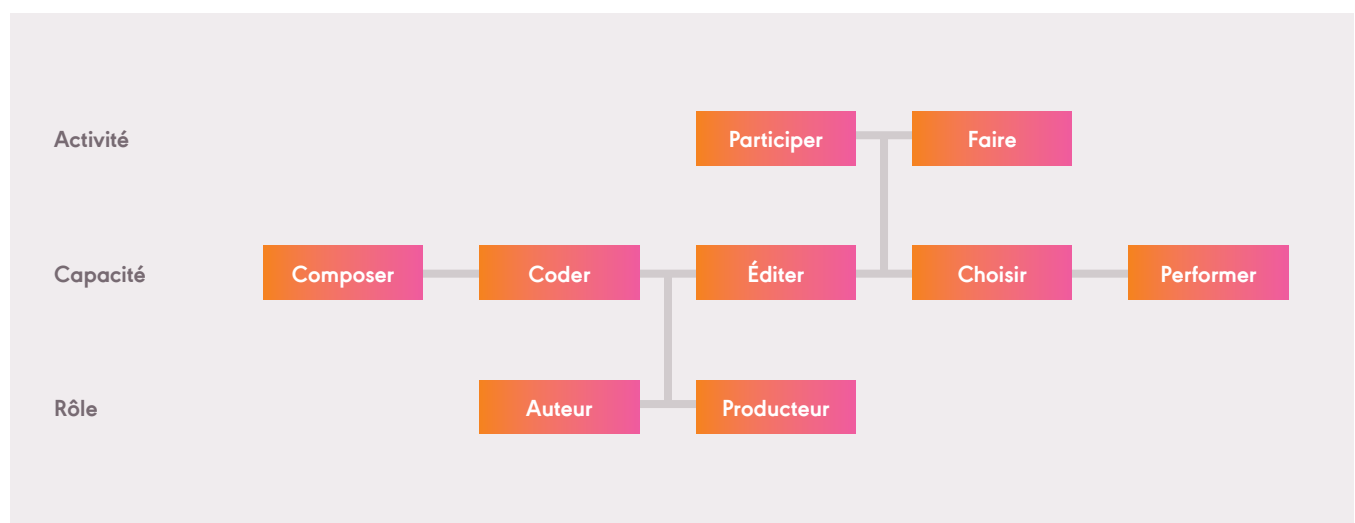 Activité
Participer
Faire
Capacité
Composer
Coder
Éditer
Choisir
Performer
Rôle
Auteur
Producteur